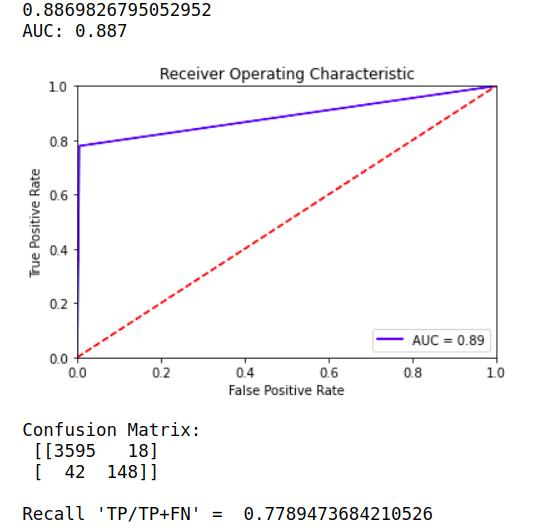 0.8869826795052952
AUC: 0.887
Receiver Operating Characteristic
1.0
0.8
0.6
0.4
0.2
0.0
True Positive Rate
AUC = 0.89
0.0 0.2 0.4 0.6 0.8 1.0
False Positive Rate
Confusion Matrix:
[[3595 18]
[ 42 148]]
Recall 'TP/TP+FN' = 0.7789473684210526